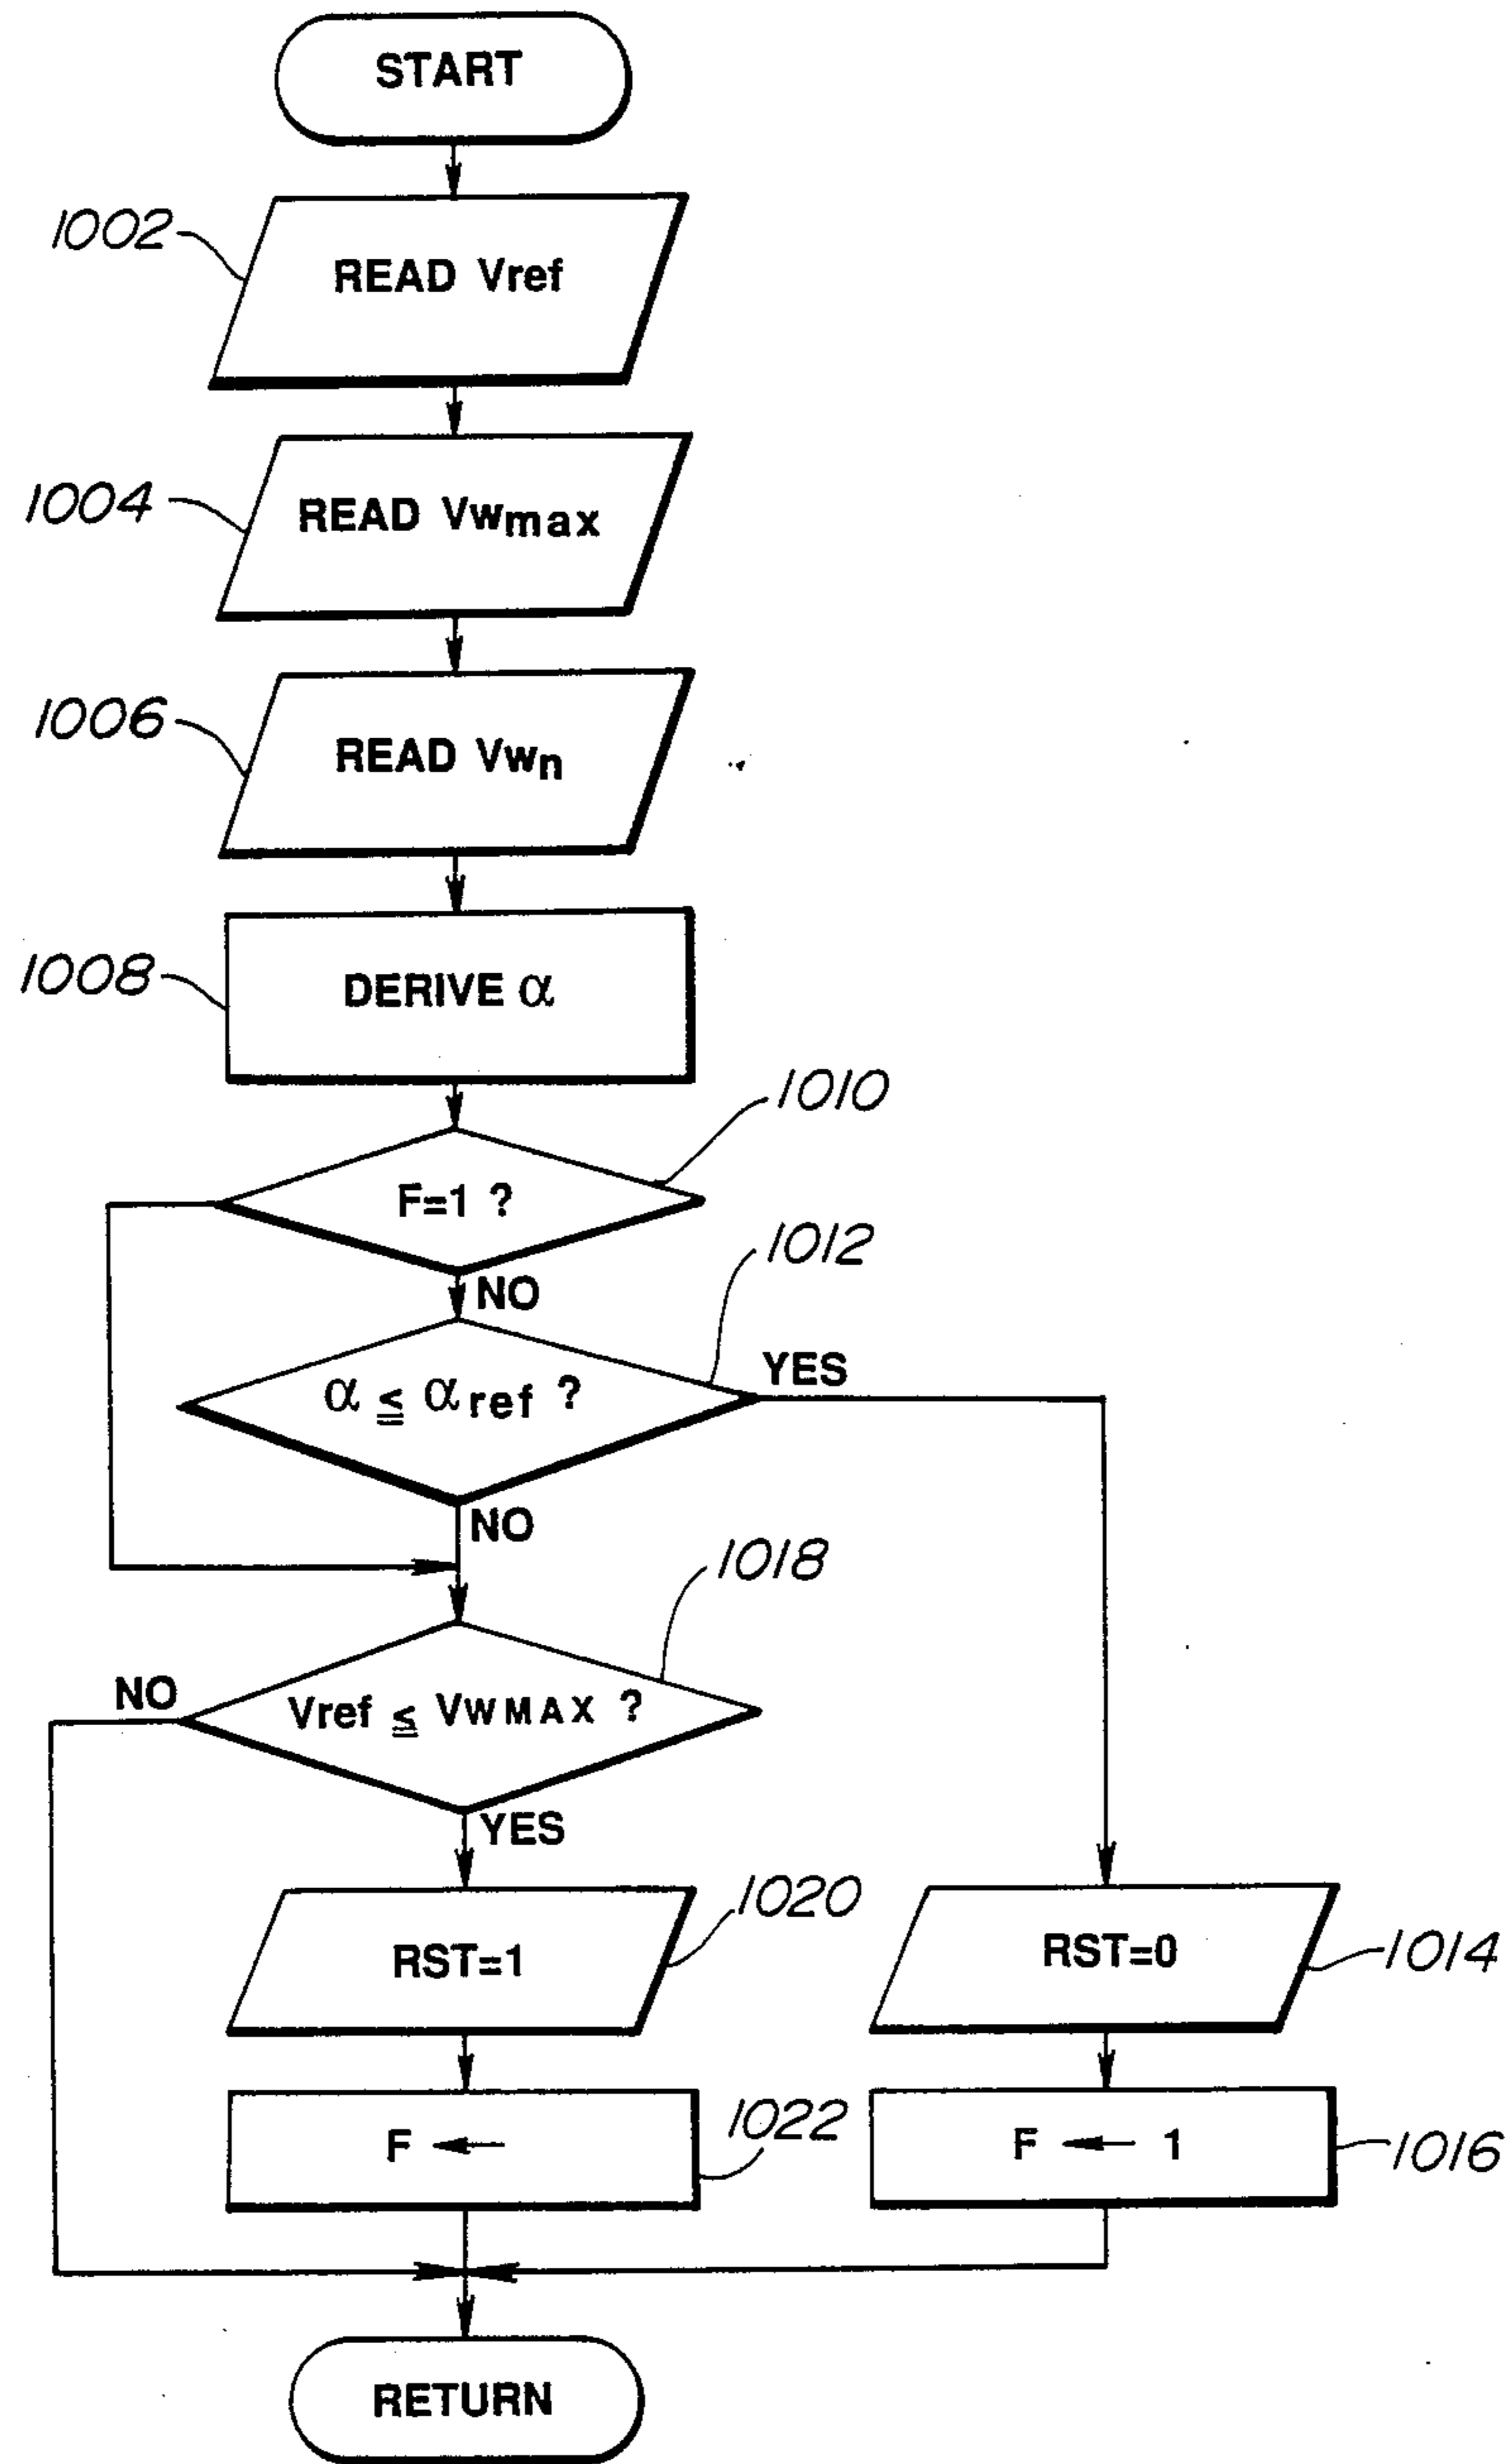 START
1002
READ Vref
1004
READ Vwmax
1006
READ Vwn
1008
DERIVE α
1010
F=1 ?
NO
1012
α ≦ αref ?
YES
NO
1018
NO
Vref ≦ VWMAX ?
YES
1020
RST=1
RST=0
1014
F ←
1022
F ← 1
1016
RETURN